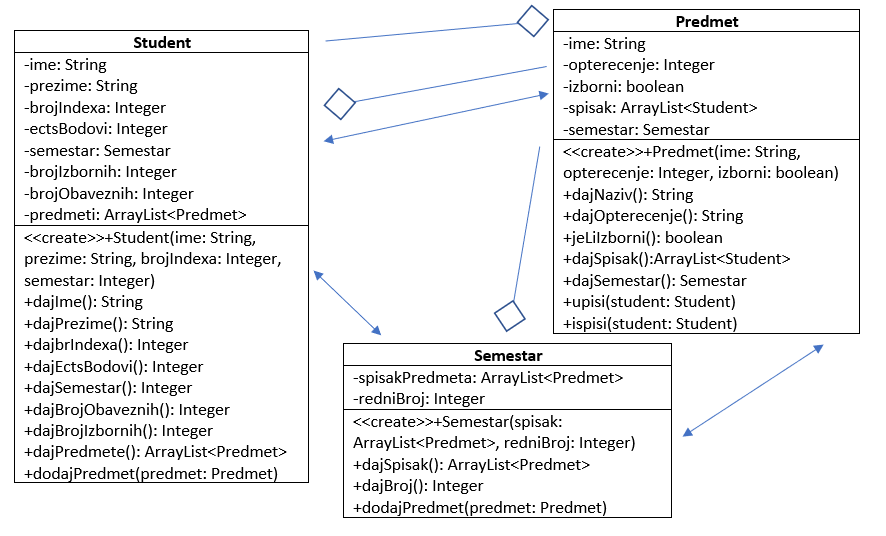 Student
-ime: String
-prezime: String
-brojIndexa: Integer
-ectsBodovi: Integer
-semestar: Semestar
-brojIzbornih: Integer
-brojObaveznih: Integer
-predmeti: ArrayList<Predmet>
<<create>>+Student(ime: String,
prezime: String, brojIndexa: Integer,
semestar: Integer)
+dajIme(): String
+dajPrezime(): String
+dajbrIndexa(): Integer
+dajEctsBodovi(): Integer
+dajSemestar(): Integer
+dajBrojObaveznih(): Integer
+dajBrojIzbornih(): Integer
+dajPredmete(): ArrayList<Predmet>
+dodajPredmet(predmet: Predmet)
Predmet
-ime: String
-opterecenje: Integer
-izborni: boolean
-spisak: ArrayList<Student>
-semestar: Semestar
<<create>>+Predmet(ime: String,
opterecenje: Integer, izborni: boolean)
+dajNaziv(): String
+dajOpterecenje(): String
+jeLiIzborni(): boolean
+dajSpisak():ArrayList<Student>
+dajSemestar(): Semestar
+upisi(student: Student)
+ispisi(student: Student)
Semestar
-spisakPredmeta: ArrayList<Predmet>
-redniBroj: Integer
<<create>>+Semestar(spisak:
ArrayList<Predmet>, redniBroj: Integer)
+dajSpisak(): ArrayList<Predmet>
+dajBroj(): Integer
+dodajPredmet(predmet: Predmet)